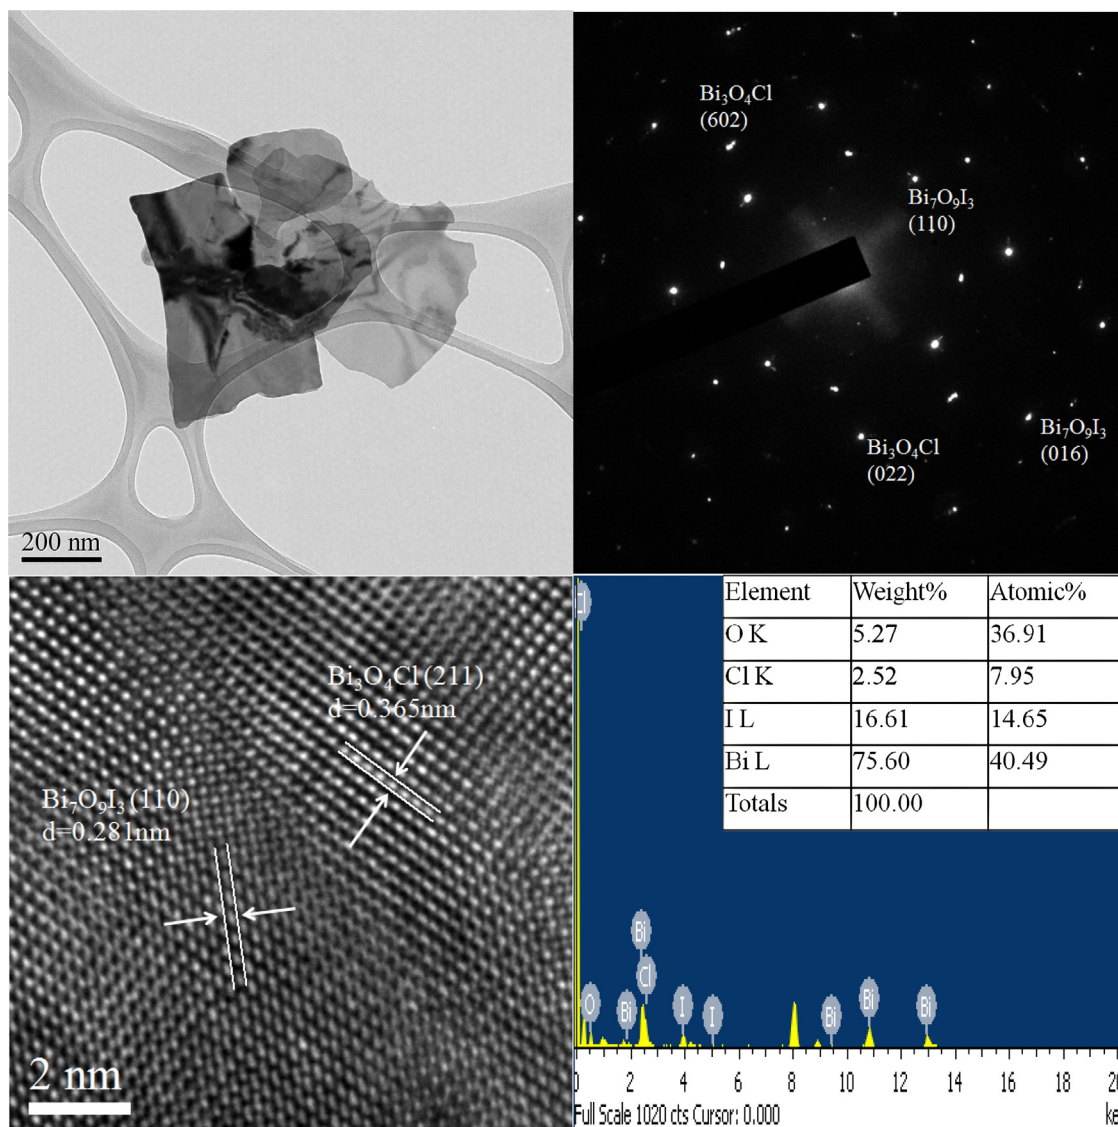 200 nm
Bi₃O₄Cl
(602)
Bi₇O₉I₃
(110)
Bi₃O₄Cl
(022)
Bi₇O₉I₃
(016)
Bi₃O₄Cl (211)
d=0.365nm
Bi₇O₉I₃ (110)
d=0.281nm
2 nm
Element Weight% Atomic%
O K 5.27 36.91
Cl K 2.52 7.95
I L 16.61 14.65
Bi L 75.60 40.49
Totals 100.00
Bi
Cl
O
Bi
I
I
Bi
Bi
Bi
0 2 4 6 8 10 12 14 16 18 20
Full Scale 1020 cts Cursor: 0.000 ke